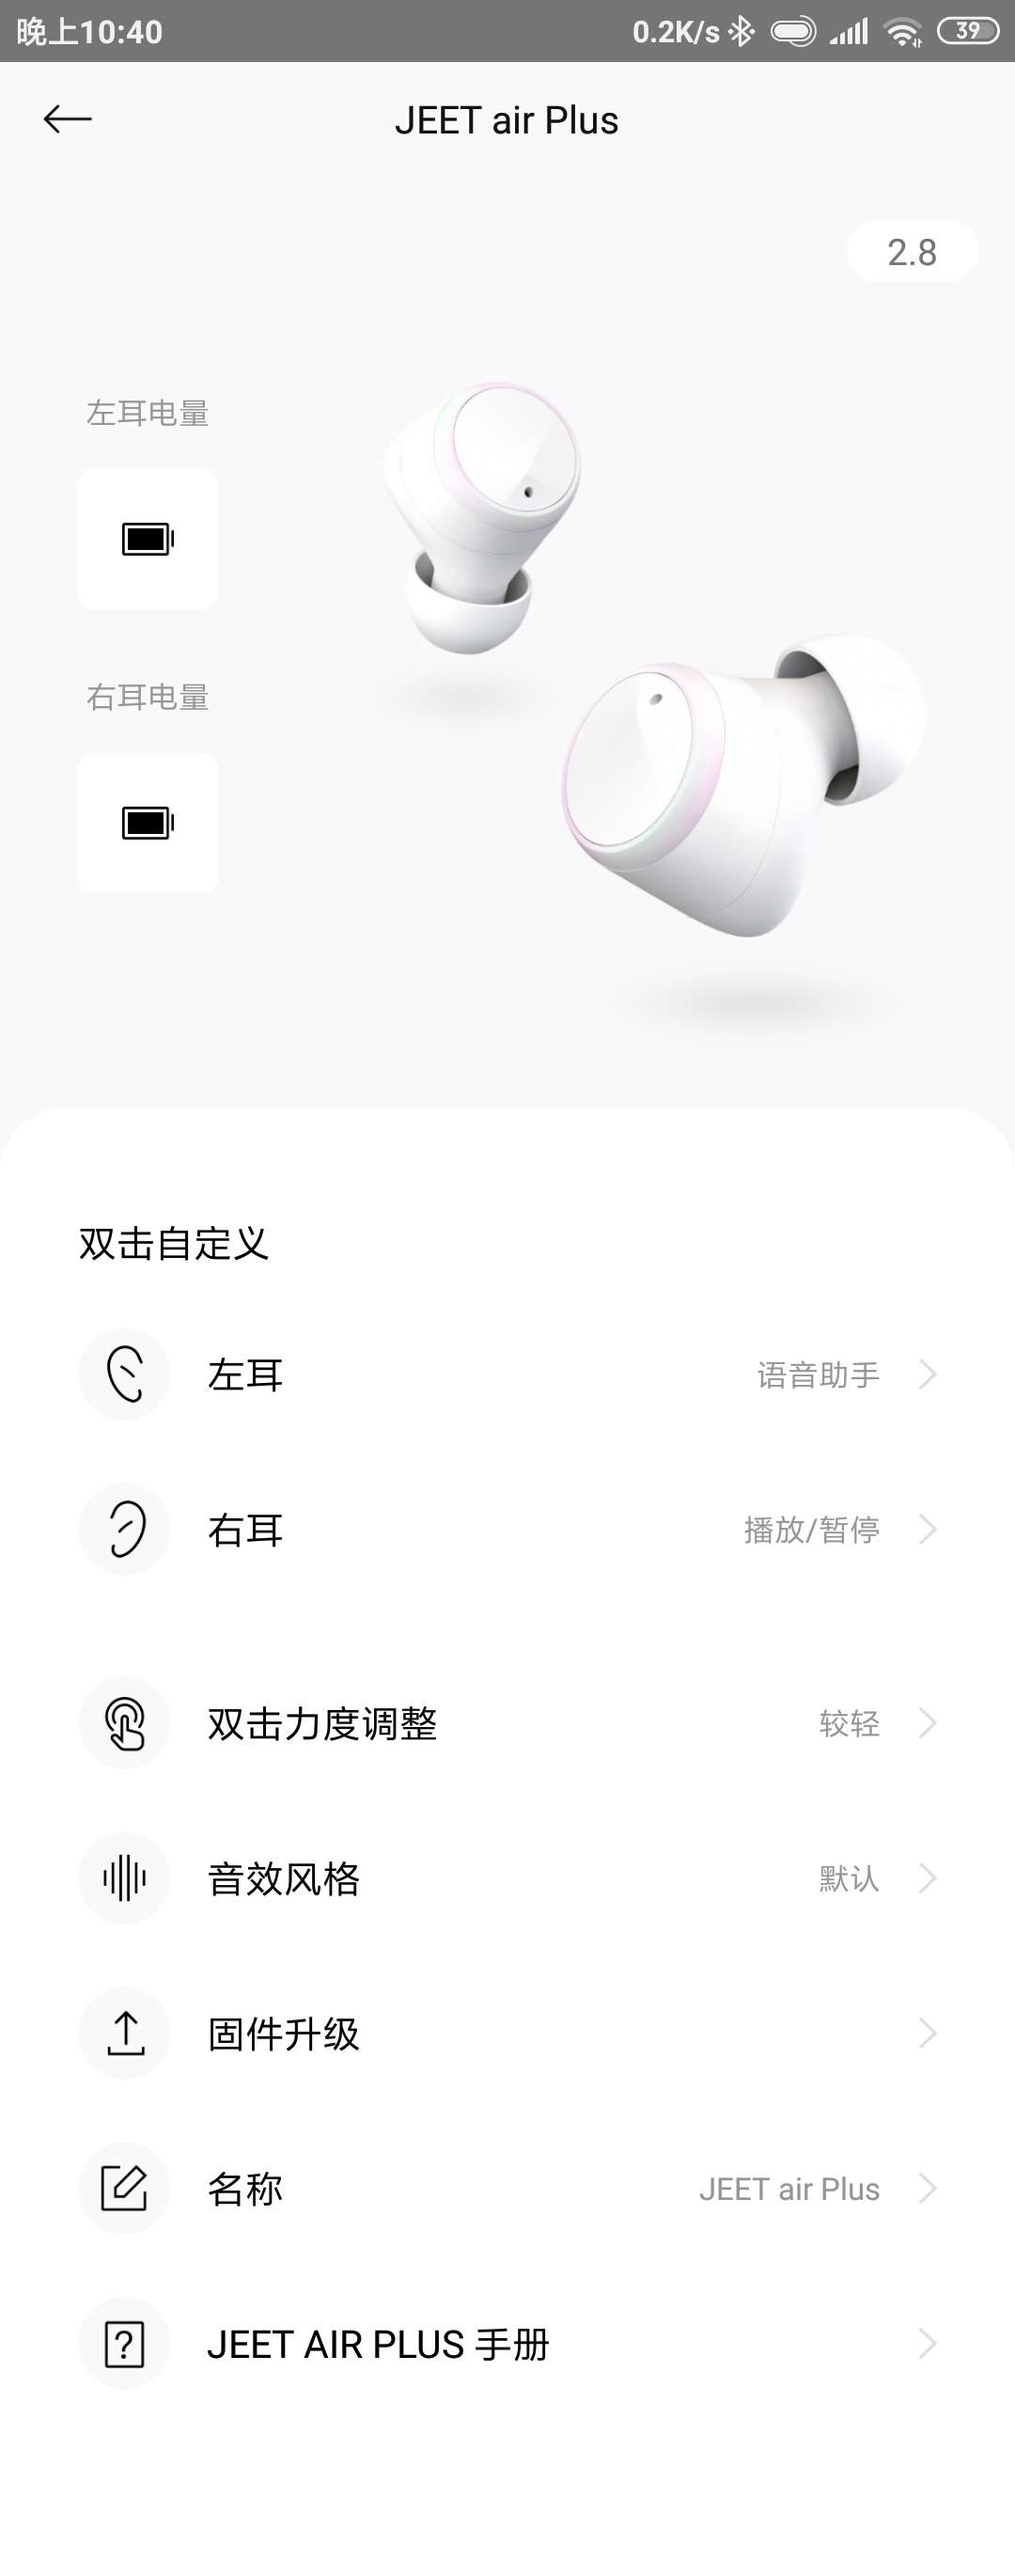 晚上10:40 0.2K/s 39
JEET air Plus
2.8
左耳电量
右耳电量
双击自定义
左耳 语音助手
右耳 播放/暂停
双击力度调整 较轻
音效风格 默认
固件升级
名称 JEET air Plus
JEET AIR PLUS 手册